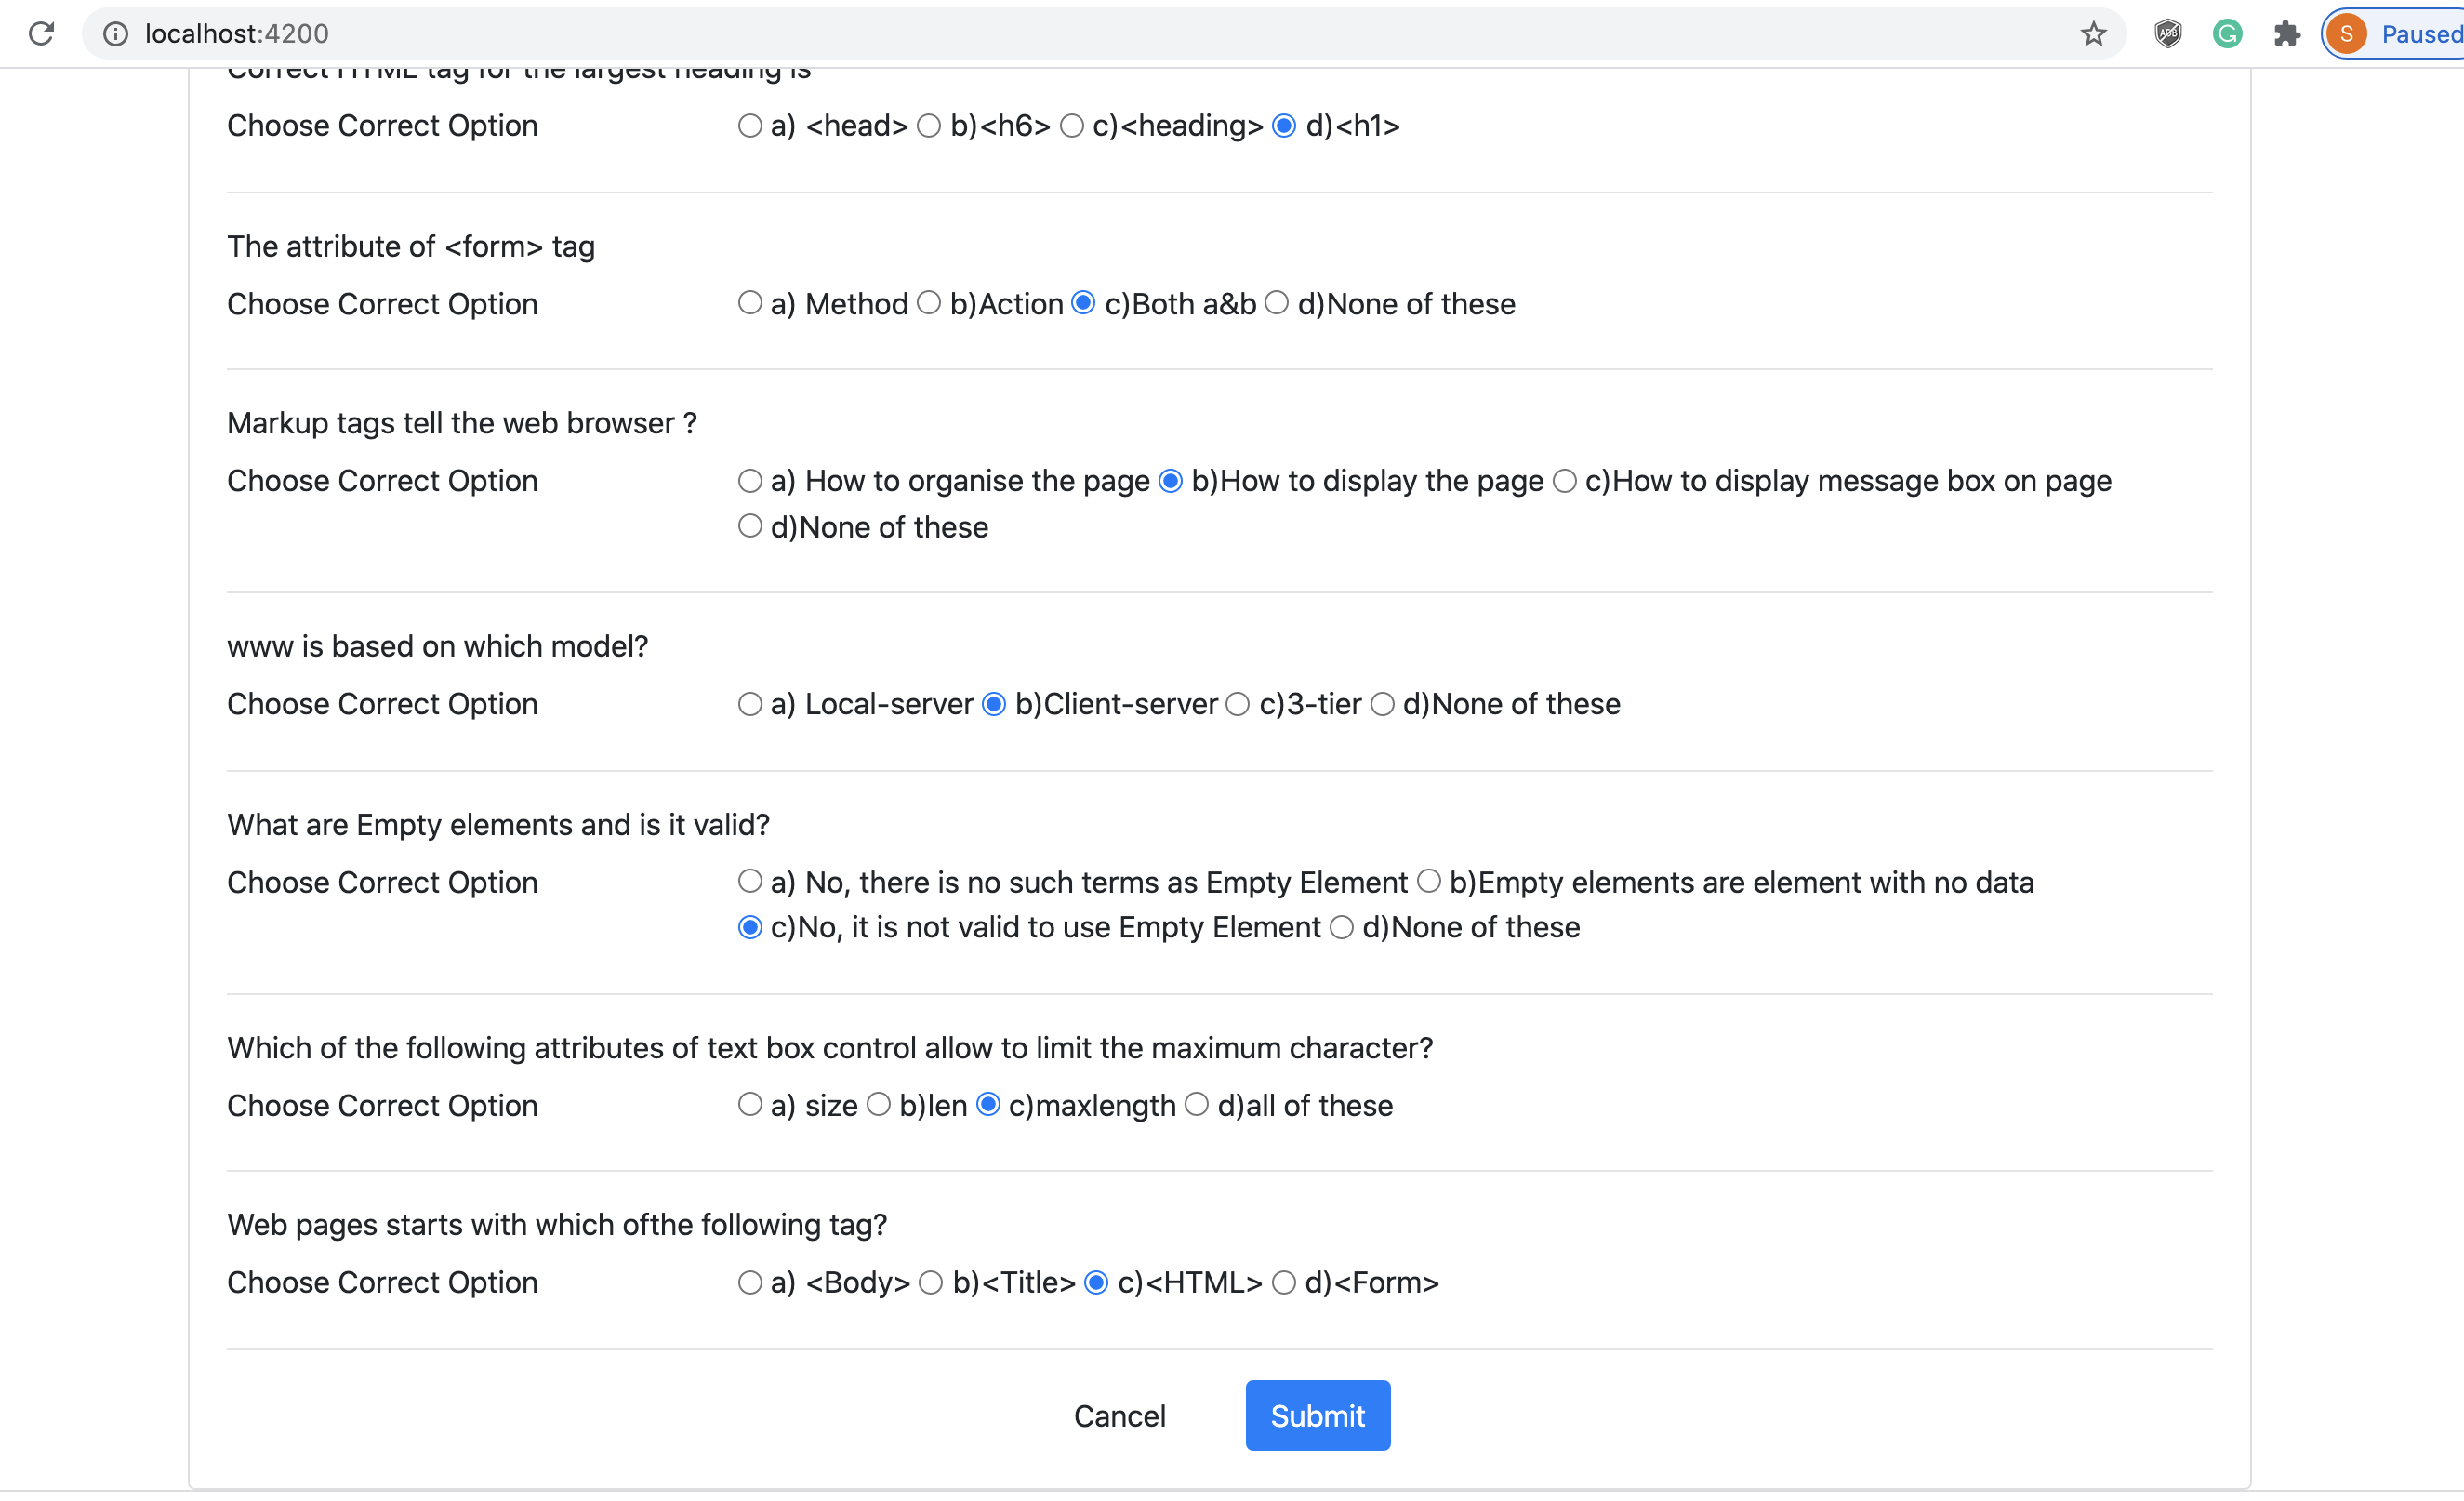 localhost:4200
S Paused
Correct HTML tag for the largest heading is
Choose Correct Option a) <head> b)<h6> c)<heading> d)<h1>
The attribute of <form> tag
Choose Correct Option a) Method b)Action c)Both a&b d)None of these
Markup tags tell the web browser ?
Choose Correct Option a) How to organise the page b)How to display the page c)How to display message box on page
d)None of these
www is based on which model?
Choose Correct Option a) Local-server b)Client-server c)3-tier d)None of these
What are Empty elements and is it valid?
Choose Correct Option a) No, there is no such terms as Empty Element b)Empty elements are element with no data
c)No, it is not valid to use Empty Element d)None of these
Which of the following attributes of text box control allow to limit the maximum character?
Choose Correct Option a) size b)len c)maxlength d)all of these
Web pages starts with which ofthe following tag?
Choose Correct Option a) <Body> b)<Title> c)<HTML> d)<Form>
Cancel Submit